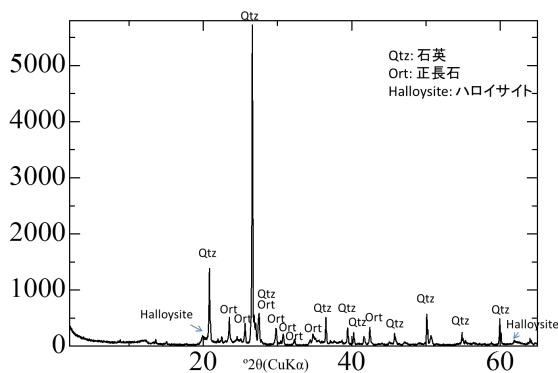 Qtz
5000
4000
3000
2000
1000
0
Qtz: 石英
Ort: 正長石
Halloysite: ハロイサイト
Qtz
Halloysite
Ort
Ort
Qtz
Ort
Ort
Ort
Ort
Ort
Qtz
Qtz
Qtz
Ort
Qtz
Qtz
Qtz
Qtz
Halloysite
20
40
60
°2θ(CuKα)